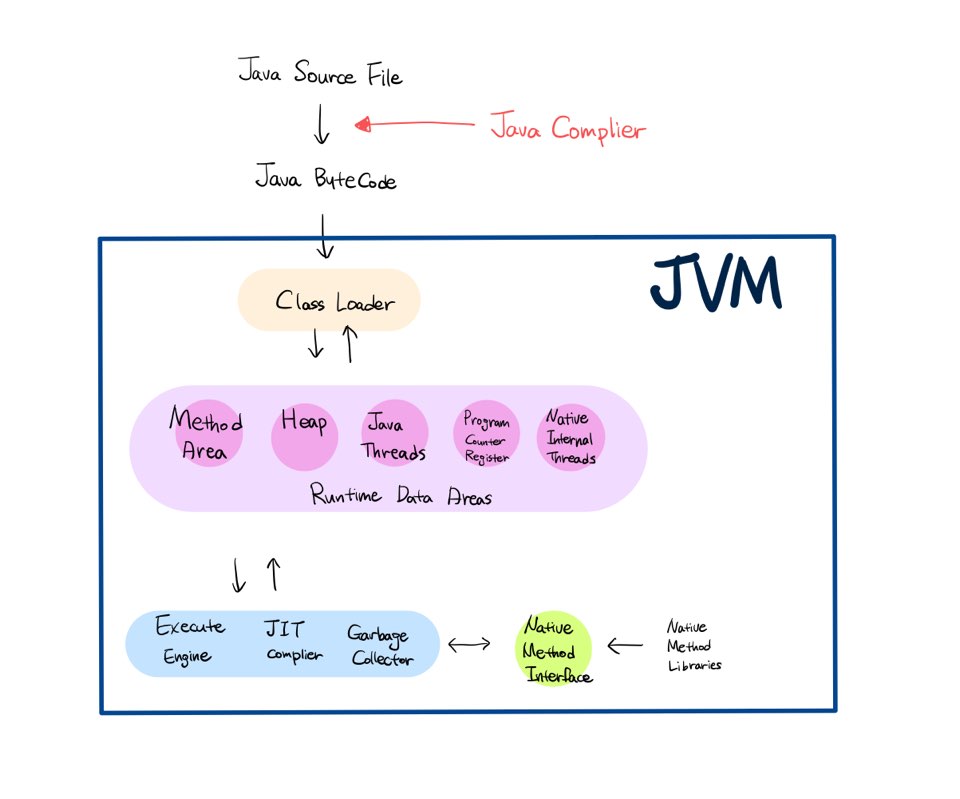 Java Source File
Java Complier
Java ByteCode
JVM
Class Loader
Method
Area
Heap
Java
Threads
Program
Counter
Register
Native
Internal
Threads
Runtime Data Areas
Execute
Engine
JIT
Complier
Garbage
Collector
Native
Method
Interface
Native
Method
Libraries